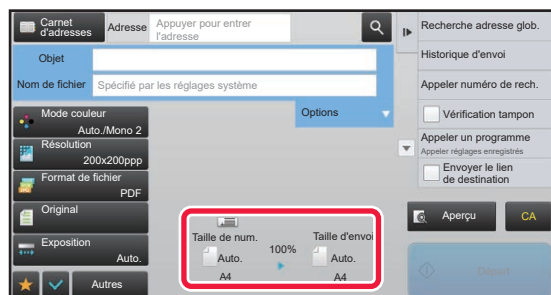 Carnet
d'adresses
Adresse
Appuyer pour entrer
l'adresse
Objet
Nom de fichier
Spécifié par les réglages système
Options
Mode couleur
Auto./Mono 2
Résolution
200x200ppp
Format de fichier
PDF
Original
Exposition
Auto.
Autres
Taille de num.
100%
Taille d'envoi
Auto.
Auto.
A4
A4
Recherche adresse glob.
Historique d'envoi
Appeler numéro de rech.
Vérification tampon
Appeler un programme
Appeler réglages enregistrés
Envoyer le lien
de destination
Aperçu
CA
Départ